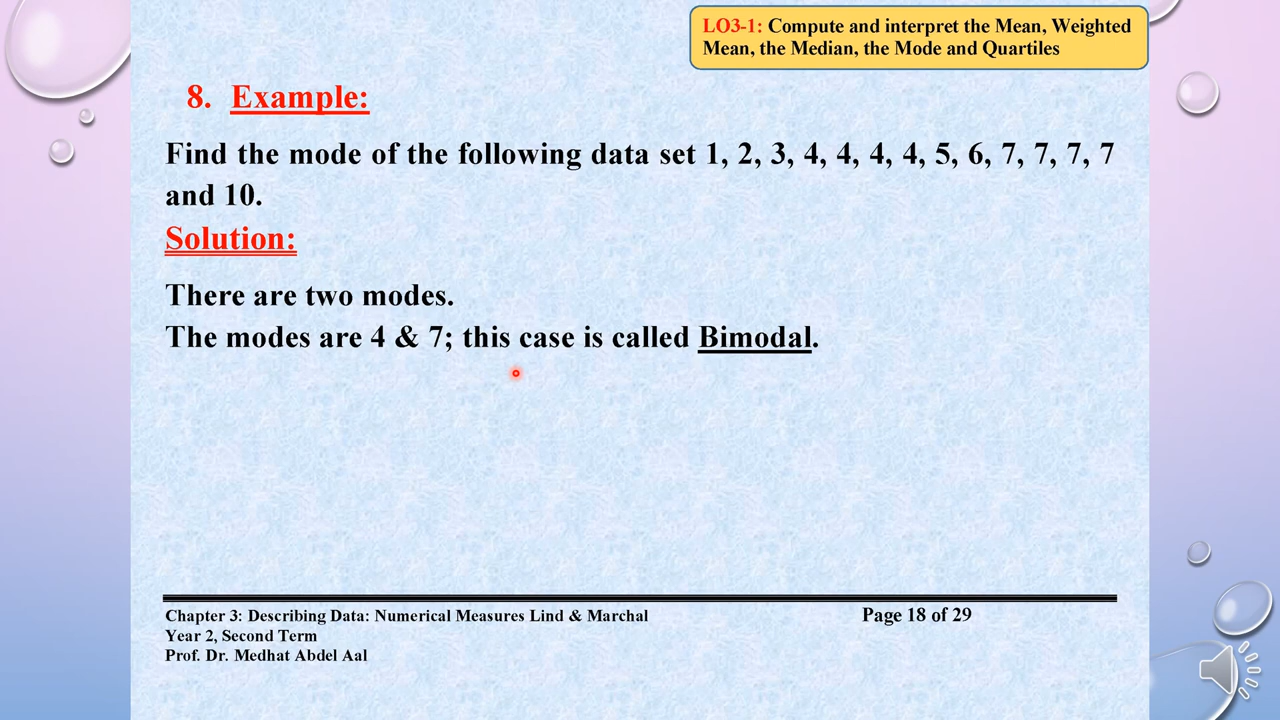 LO3-1: Compute and interpret the Mean, Weighted
Mean, the Median, the Mode and Quartiles
8. Example:
Find the mode of the following data set 1, 2, 3, 4, 4, 4, 4, 5, 6, 7, 7, 7, 7
and 10.
Solution:
There are two modes.
The modes are 4 & 7; this case is called Bimodal.
Chapter 3: Describing Data: Numerical Measures Lind & Marchal Page 18 of 29
Year 2, Second Term
Prof. Dr. Medhat Abdel Aal